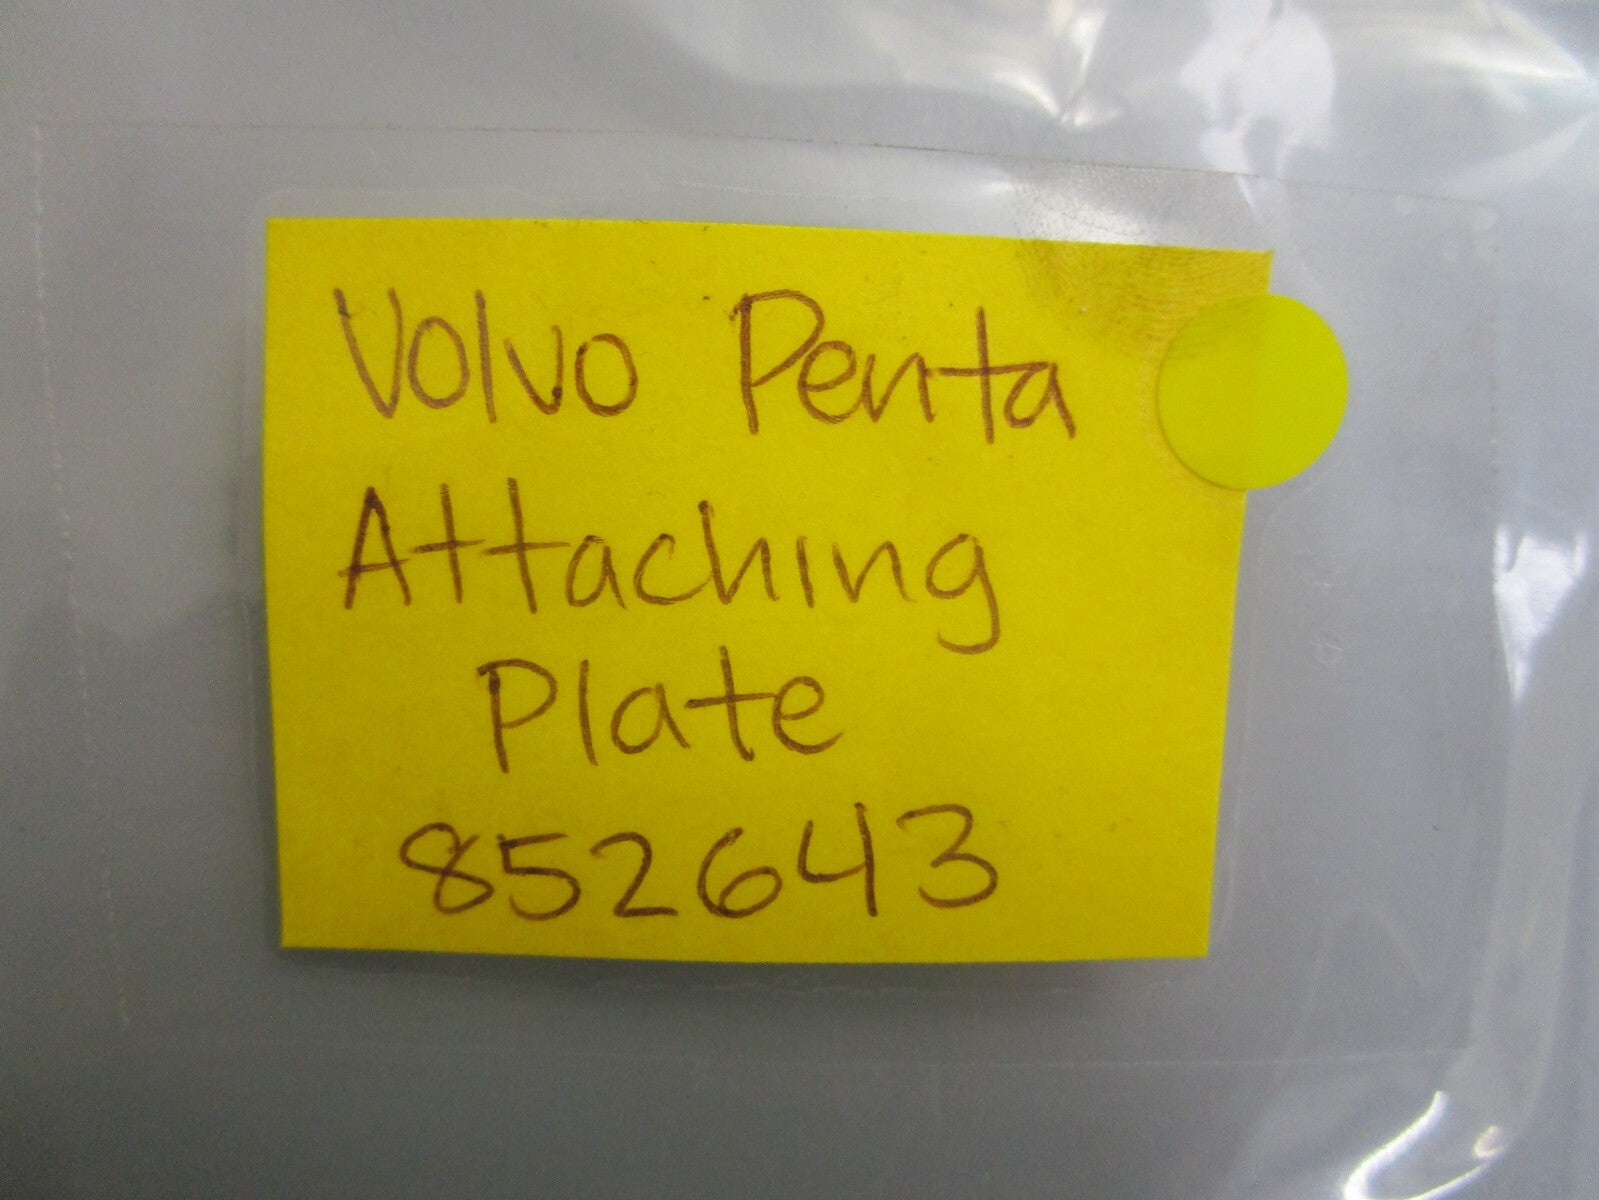 Volvo Penta
Attaching
Plate
852643